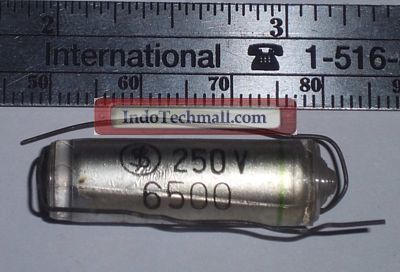 2
3
International ☎ 1-516-
50 60 70 80
IndoTechmall.com
250V
6500